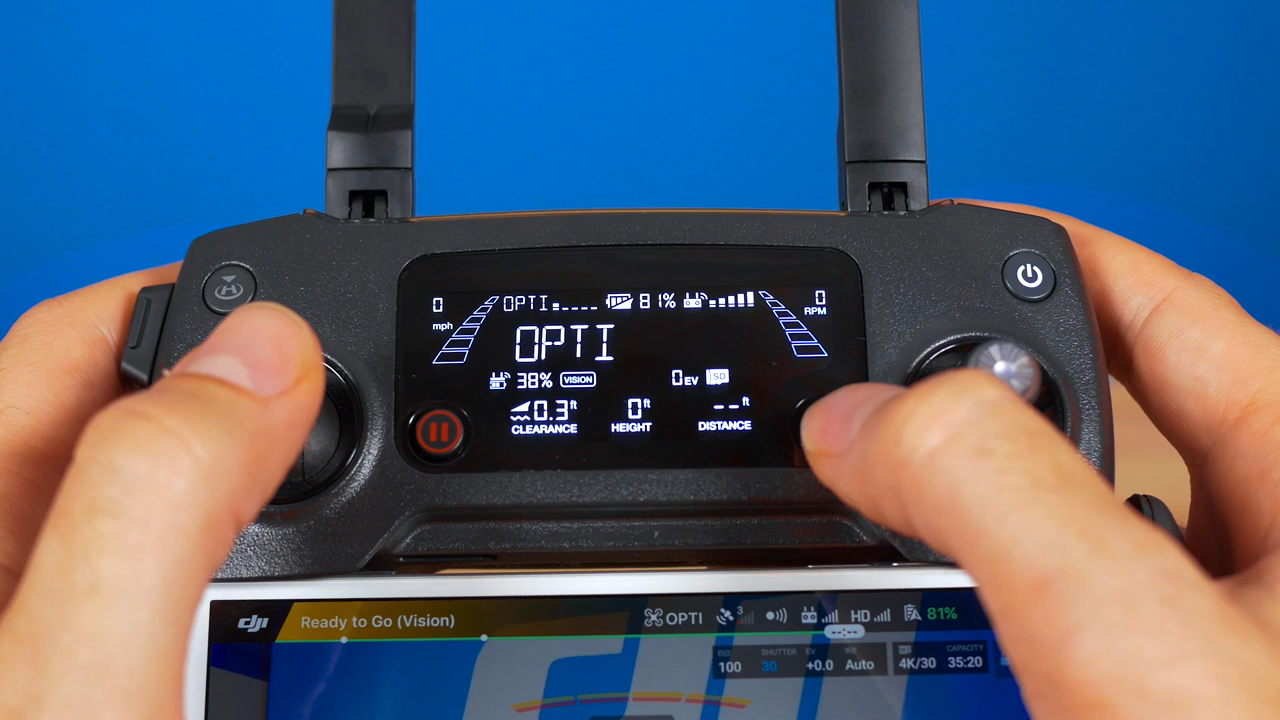 0 OPTI 81% 0
mph RPM
OPTI
38% VISION 0EV SD
0.3ft 0ft --ft
CLEARANCE HEIGHT DISTANCE
H
dji Ready to Go (Vision) OPTI 3 HD 81%
--:--
ISO SHUTTER EV WB CAPACITY
100 30 +0.0 Auto 4K/30 35:20